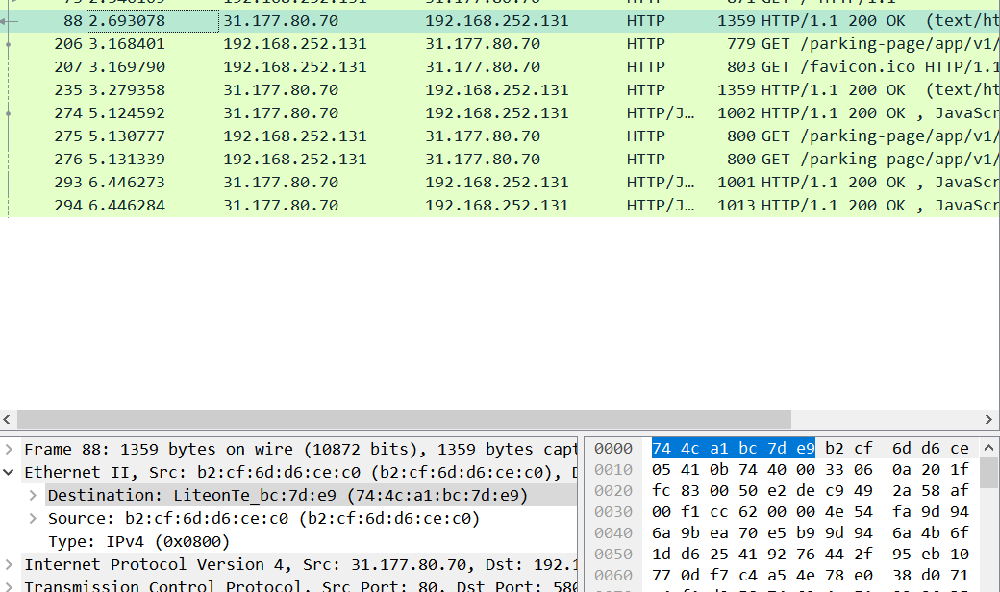 88 2.693078 31.177.80.70 192.168.252.131 HTTP 1359 HTTP/1.1 200 OK (text/ht
206 3.168401 192.168.252.131 31.177.80.70 HTTP 779 GET /parking-page/app/v1/
207 3.169790 192.168.252.131 31.177.80.70 HTTP 803 GET /favicon.ico HTTP/1.1
235 3.279358 31.177.80.70 192.168.252.131 HTTP 1359 HTTP/1.1 200 OK (text/ht
274 5.124592 31.177.80.70 192.168.252.131 HTTP/J… 1002 HTTP/1.1 200 OK , JavaScr
275 5.130777 192.168.252.131 31.177.80.70 HTTP 800 GET /parking-page/app/v1/
276 5.131339 192.168.252.131 31.177.80.70 HTTP 800 GET /parking-page/app/v1/
293 6.446273 31.177.80.70 192.168.252.131 HTTP/J… 1001 HTTP/1.1 200 OK , JavaScr
294 6.446284 31.177.80.70 192.168.252.131 HTTP/J… 1013 HTTP/1.1 200 OK , JavaScr
Frame 88: 1359 bytes on wire (10872 bits), 1359 bytes capt
Ethernet II, Src: b2:cf:6d:d6:ce:c0 (b2:cf:6d:d6:ce:c0), D
Destination: LiteonTe_bc:7d:e9 (74:4c:a1:bc:7d:e9)
Source: b2:cf:6d:d6:ce:c0 (b2:cf:6d:d6:ce:c0)
Type: IPv4 (0x0800)
Internet Protocol Version 4, Src: 31.177.80.70, Dst: 192.1
Transmission Control Protocol, Src Port: 80, Dst Port: 580
0000 74 4c a1 bc 7d e9 b2 cf 6d d6 ce
0010 05 41 0b 74 40 00 33 06 0a 20 1f
0020 fc 83 00 50 e2 de c9 49 2a 58 af
0030 00 f1 cc 62 00 00 4e 54 fa 9d 94
0040 6a 9b ea 70 e5 b9 9d 94 6a 4b 6f
0050 1d d6 25 41 92 76 44 2f 95 eb 10
0060 77 0d f7 c4 a5 4e 78 e0 38 d0 71